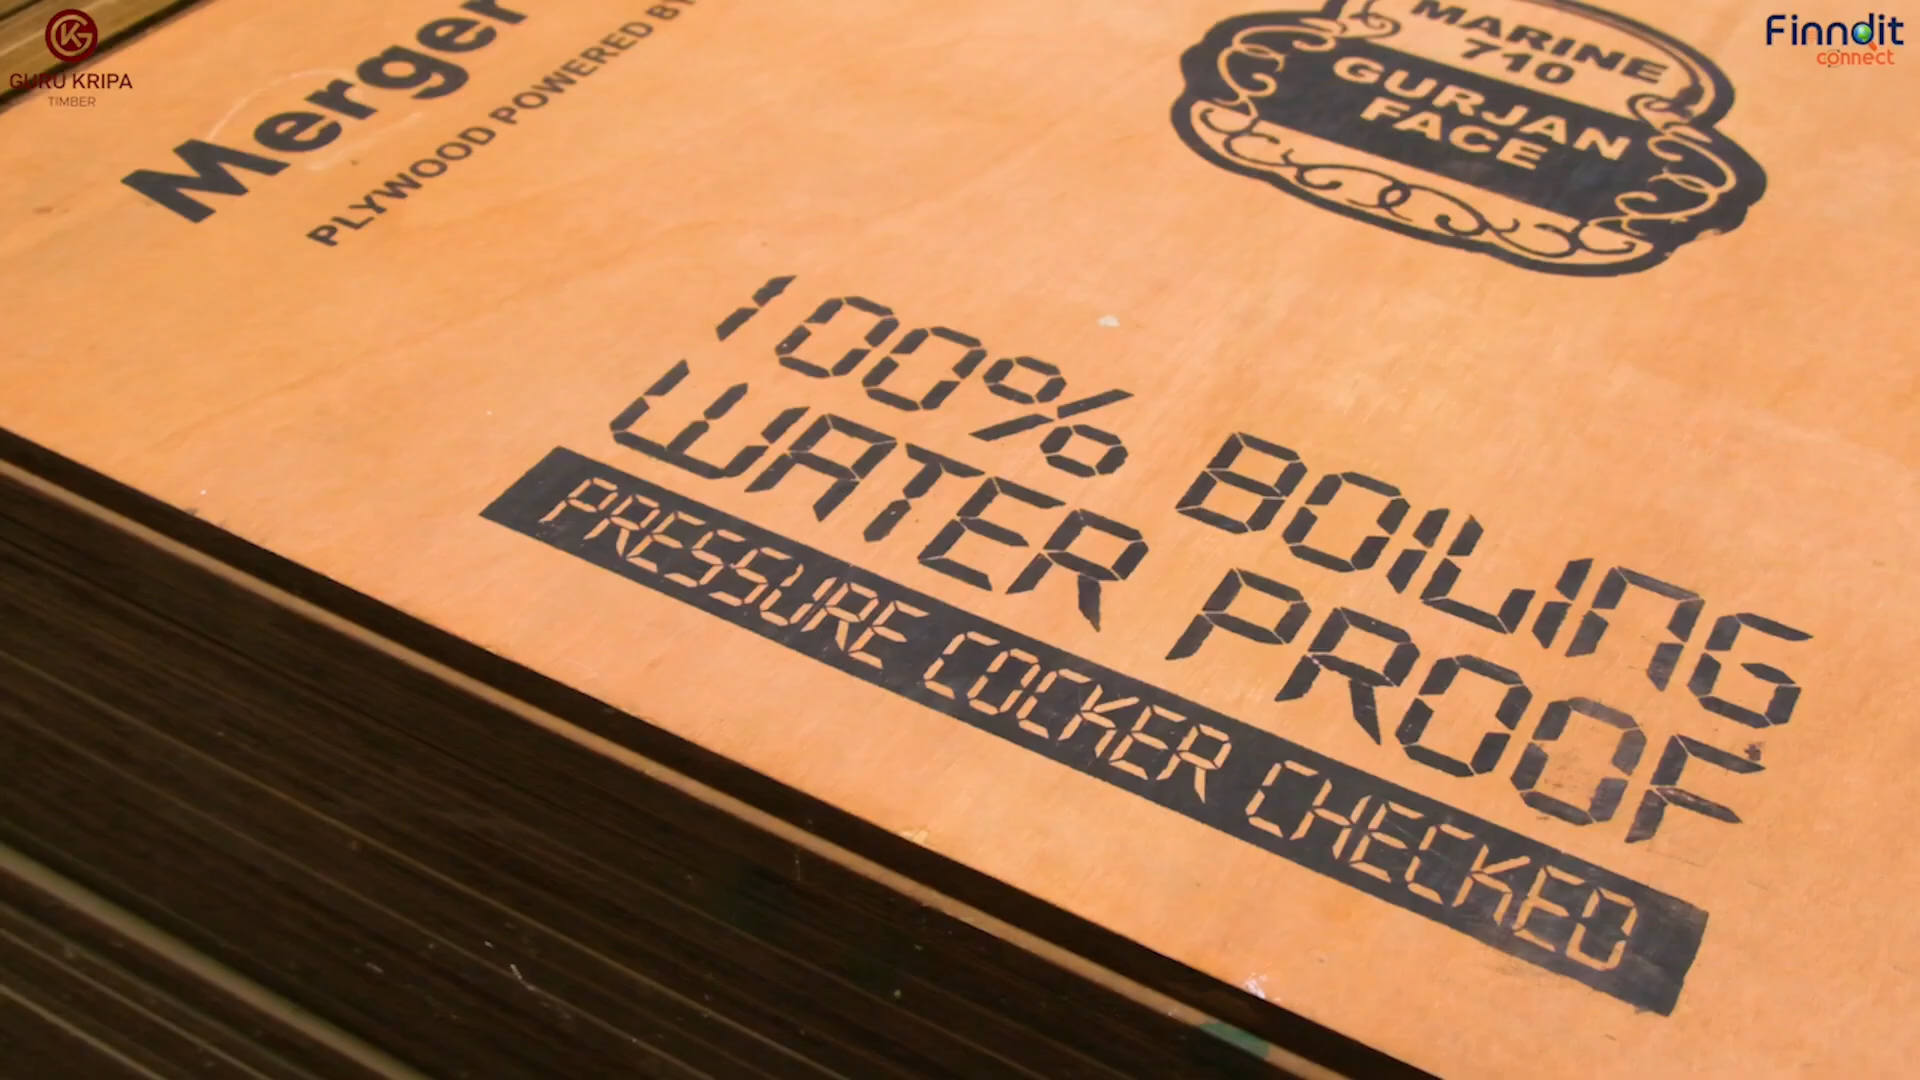 GURU KRIPA
TIMBER
Finndit
connect
Merger
PLYWOOD POWERED BY
MARINE
710
GURJAN
FACE
100% BOILING
WATER PROOF
PRESSURE COCKER CHECKED